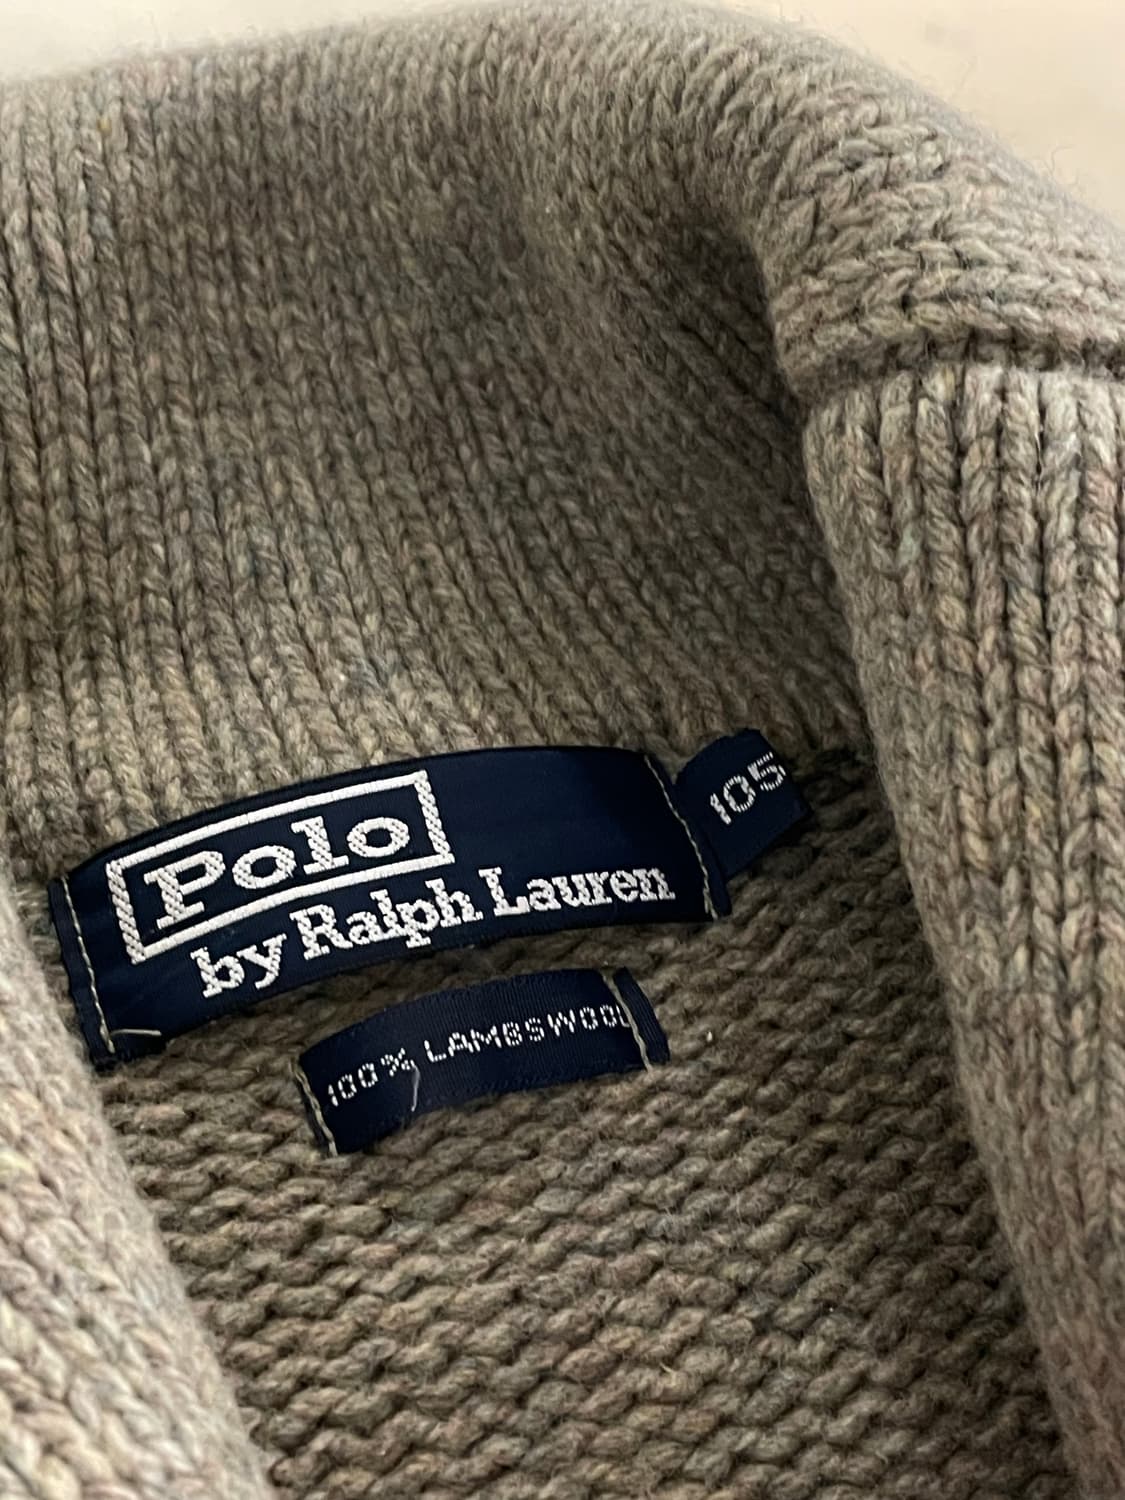 Polo
by Ralph Lauren
105
100% LAMBSWOOL